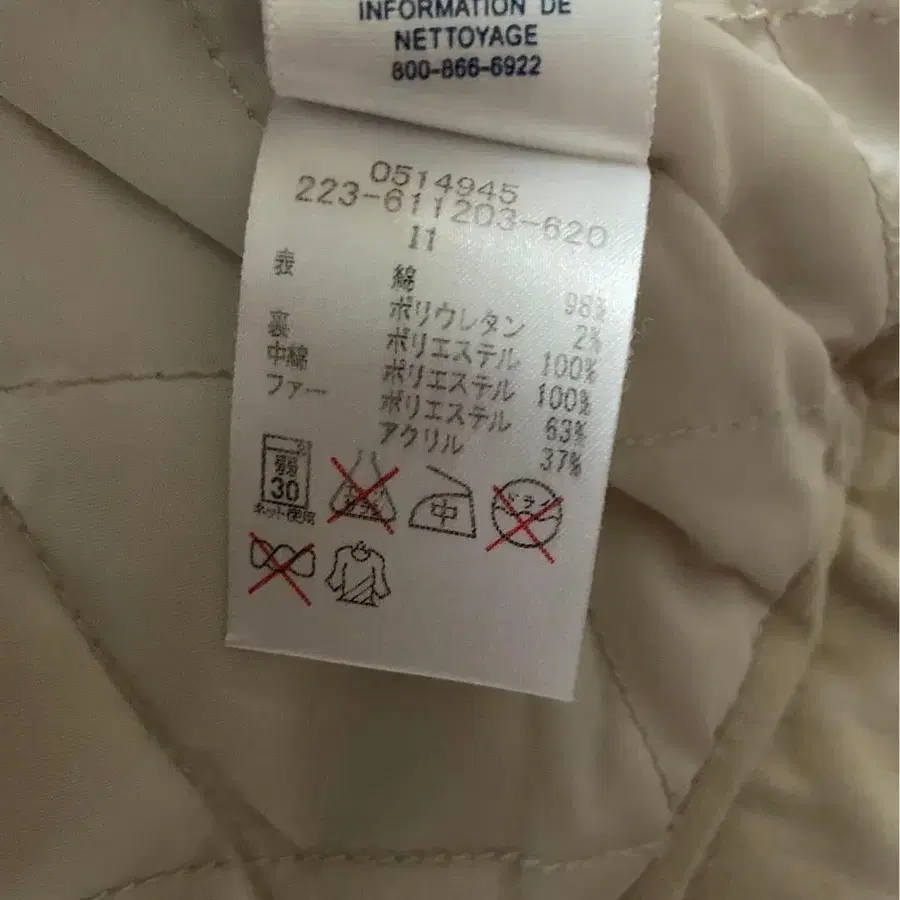 INFORMATION DE
NETTOYAGE
800-866-6922
0514945
223-611203-620
11
表 綿 98%
ポリウレタン 2%
裏 ポリエステル 100%
中綿 ポリエステル 100%
ファー ポリエステル 63%
アクリル 37%
弱
30
ネット使用
中
ドライ